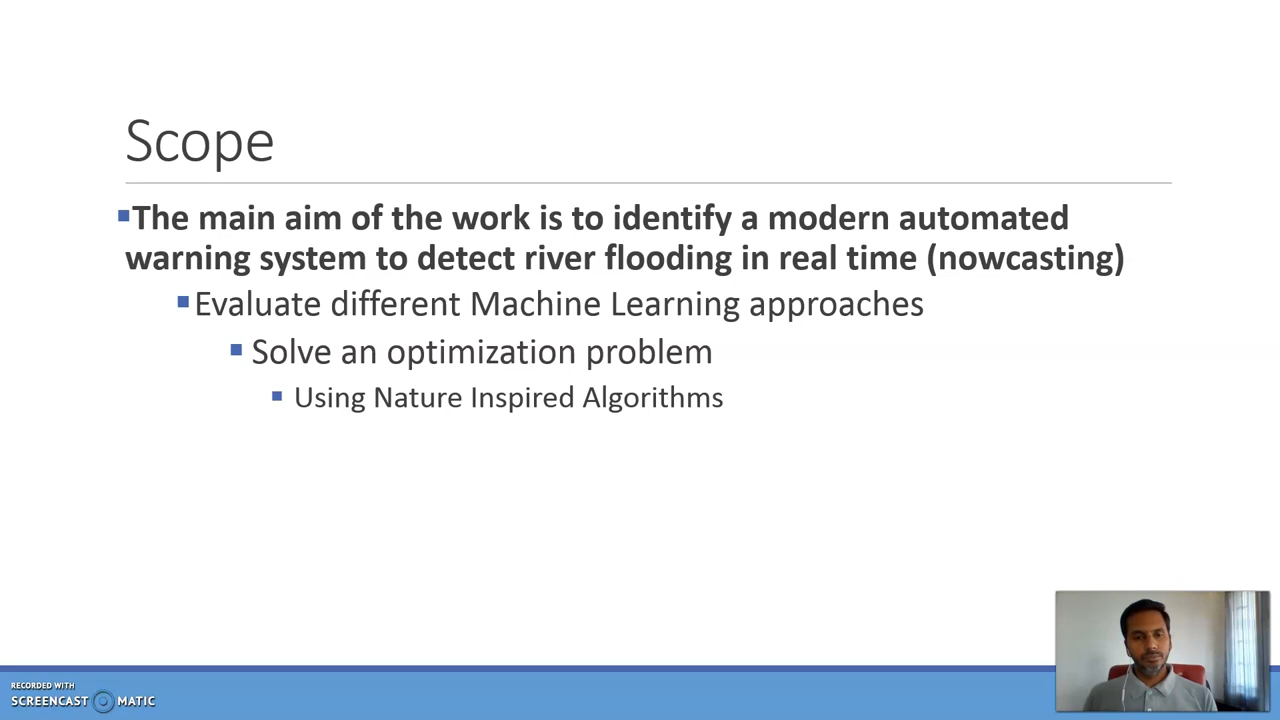 Scope
▪The main aim of the work is to identify a modern automated
warning system to detect river flooding in real time (nowcasting)
▪Evaluate different Machine Learning approaches
▪ Solve an optimization problem
▪ Using Nature Inspired Algorithms
RECORDED WITH
SCREENCAST MATIC